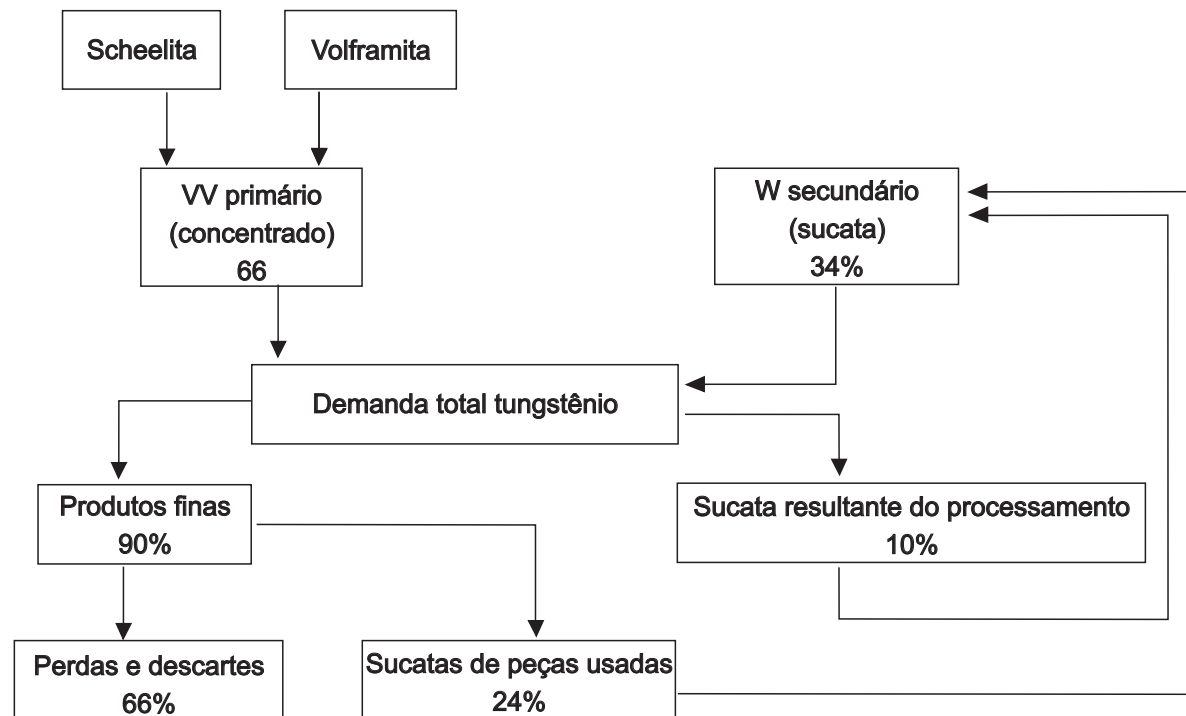 Scheelita
Volframita
VV primário
(concentrado)
66
W secundário
(sucata)
34%
Demanda total tungstênio
Produtos finas
90%
Sucata resultante do processamento
10%
Perdas e descartes
66%
Sucatas de peças usadas
24%